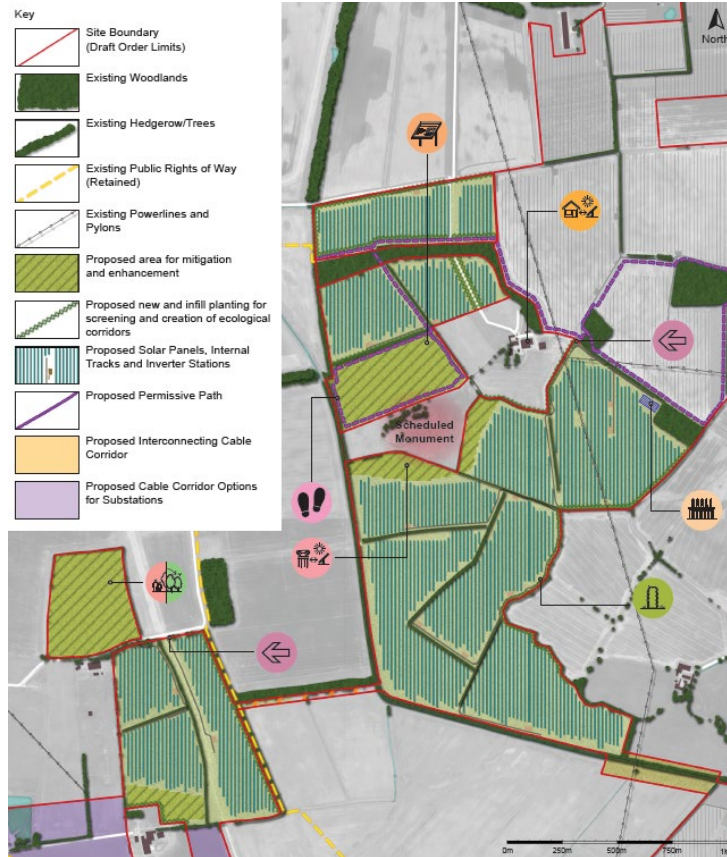 Key
Site Boundary
(Draft Order Limits)
Existing Woodlands
Existing Hedgerow/Trees
Existing Public Rights of Way
(Retained)
Existing Powerlines and
Pylons
Proposed area for mitigation
and enhancement
Proposed new and infill planting for
screening and creation of ecological
corridors
Proposed Solar Panels, Internal
Tracks and Inverter Stations
Proposed Permissive Path
Proposed Interconnecting Cable
Corridor
Proposed Cable Corridor Options
for Substations
North
Scheduled
Monument
0m 250m 500m 750m